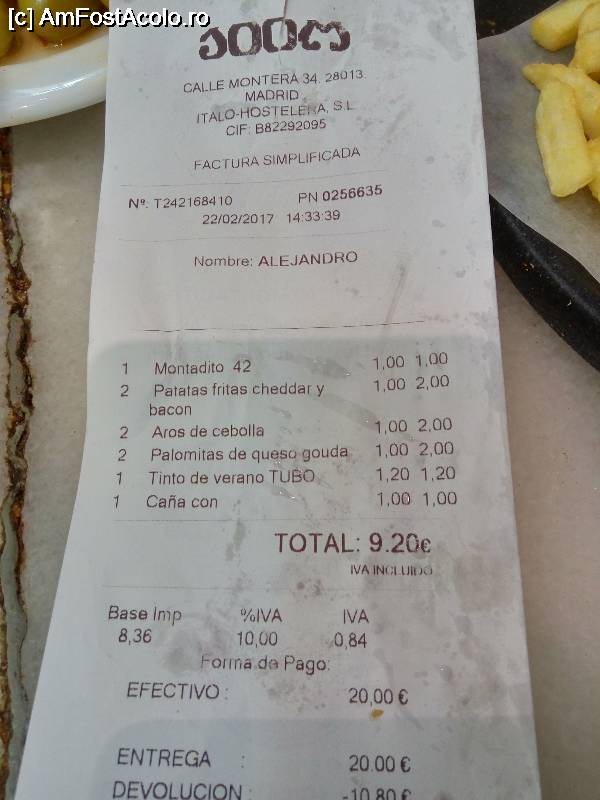 [c] AmFostAcolo.ro
CALLE MONTERA 34. 28013.
MADRID
ITALO-HOSTELERA, S.L
CIF: B82292095
FACTURA SIMPLIFICADA
Nº: T242168410 PN 0256635
22/02/2017 14:33:39
Nombre: ALEJANDRO
1 Montadito 42 1,00 1,00
2 Patatas fritas cheddar y 1,00 2,00
bacon
2 Aros de cebolla 1,00 2,00
2 Palomitas de queso gouda 1,00 2,00
1 Tinto de verano TUBO 1,20 1,20
1 Caña con 1,00 1,00
TOTAL: 9.20€
IVA INCLUIDO
Base Imp %IVA IVA
8,36 10,00 0,84
Forma de Pago:
EFECTIVO : 20,00 €
ENTREGA : 20.00 €
DEVOLUCION : -10,80 €